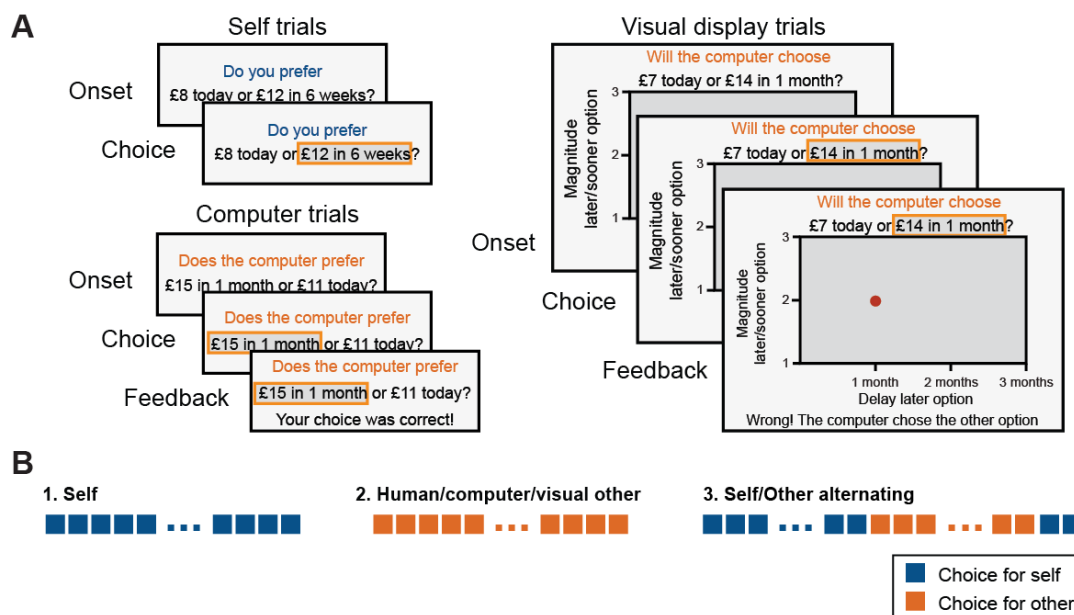 A
Self trials
Onset
Do you prefer
£8 today or £12 in 6 weeks?
Choice
Do you prefer
£8 today or £12 in 6 weeks?
Computer trials
Onset
Does the computer prefer
£15 in 1 month or £11 today?
Choice
Does the computer prefer
£15 in 1 month or £11 today?
Feedback
Does the computer prefer
£15 in 1 month or £11 today?
Your choice was correct!
Visual display trials
Onset
Will the computer choose
£7 today or £14 in 1 month?
Magnitude
later/sooner option
3
2
1
Choice
Will the computer choose
£7 today or £14 in 1 month?
Magnitude
later/sooner option
3
2
1
Feedback
Will the computer choose
£7 today or £14 in 1 month?
Magnitude
later/sooner option
3
2
1
1 month 2 months 3 months
Delay later option
Wrong! The computer chose the other option
B
1. Self
2. Human/computer/visual other
3. Self/Other alternating
Choice for self
Choice for other